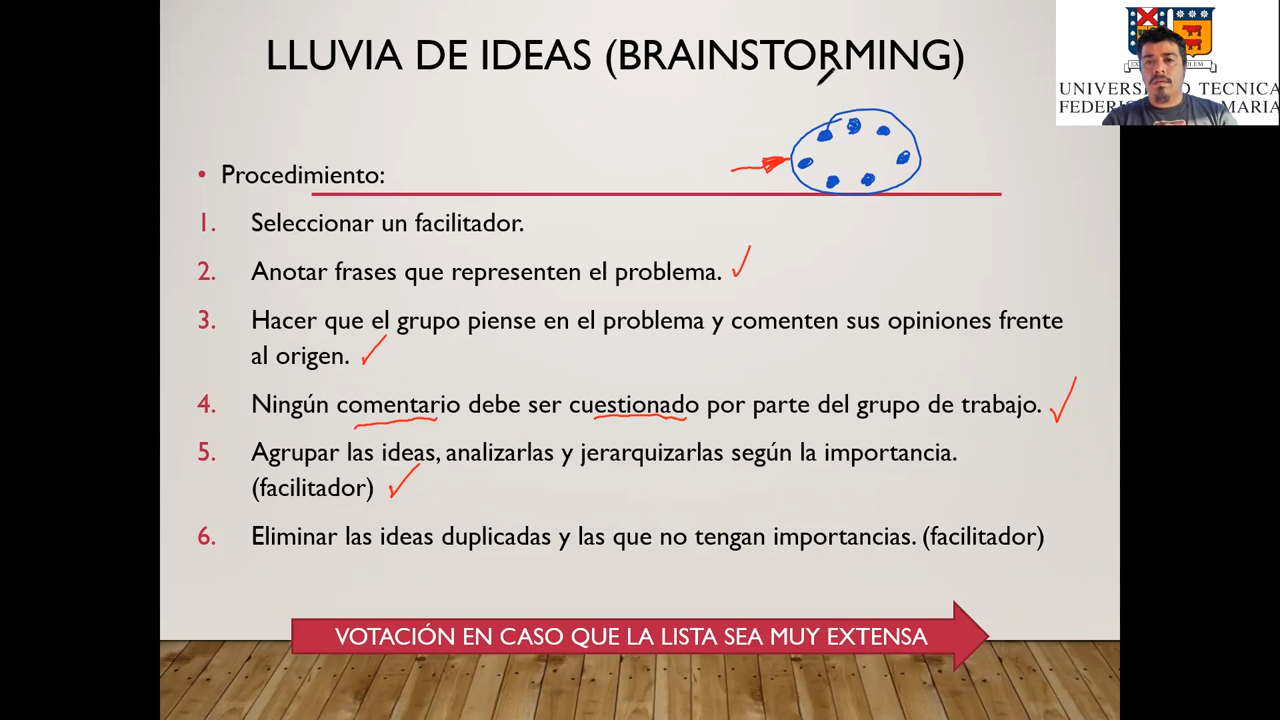 LLUVIA DE IDEAS (BRAINSTORMING)
UNIVERS O TECNICA
FEDERI MARIA
• Procedimiento:
1. Seleccionar un facilitador.
2. Anotar frases que representen el problema.
3. Hacer que el grupo piense en el problema y comenten sus opiniones frente
al origen.
4. Ningún comentario debe ser cuestionado por parte del grupo de trabajo.
5. Agrupar las ideas, analizarlas y jerarquizarlas según la importancia.
(facilitador)
6. Eliminar las ideas duplicadas y las que no tengan importancias. (facilitador)
VOTACIÓN EN CASO QUE LA LISTA SEA MUY EXTENSA